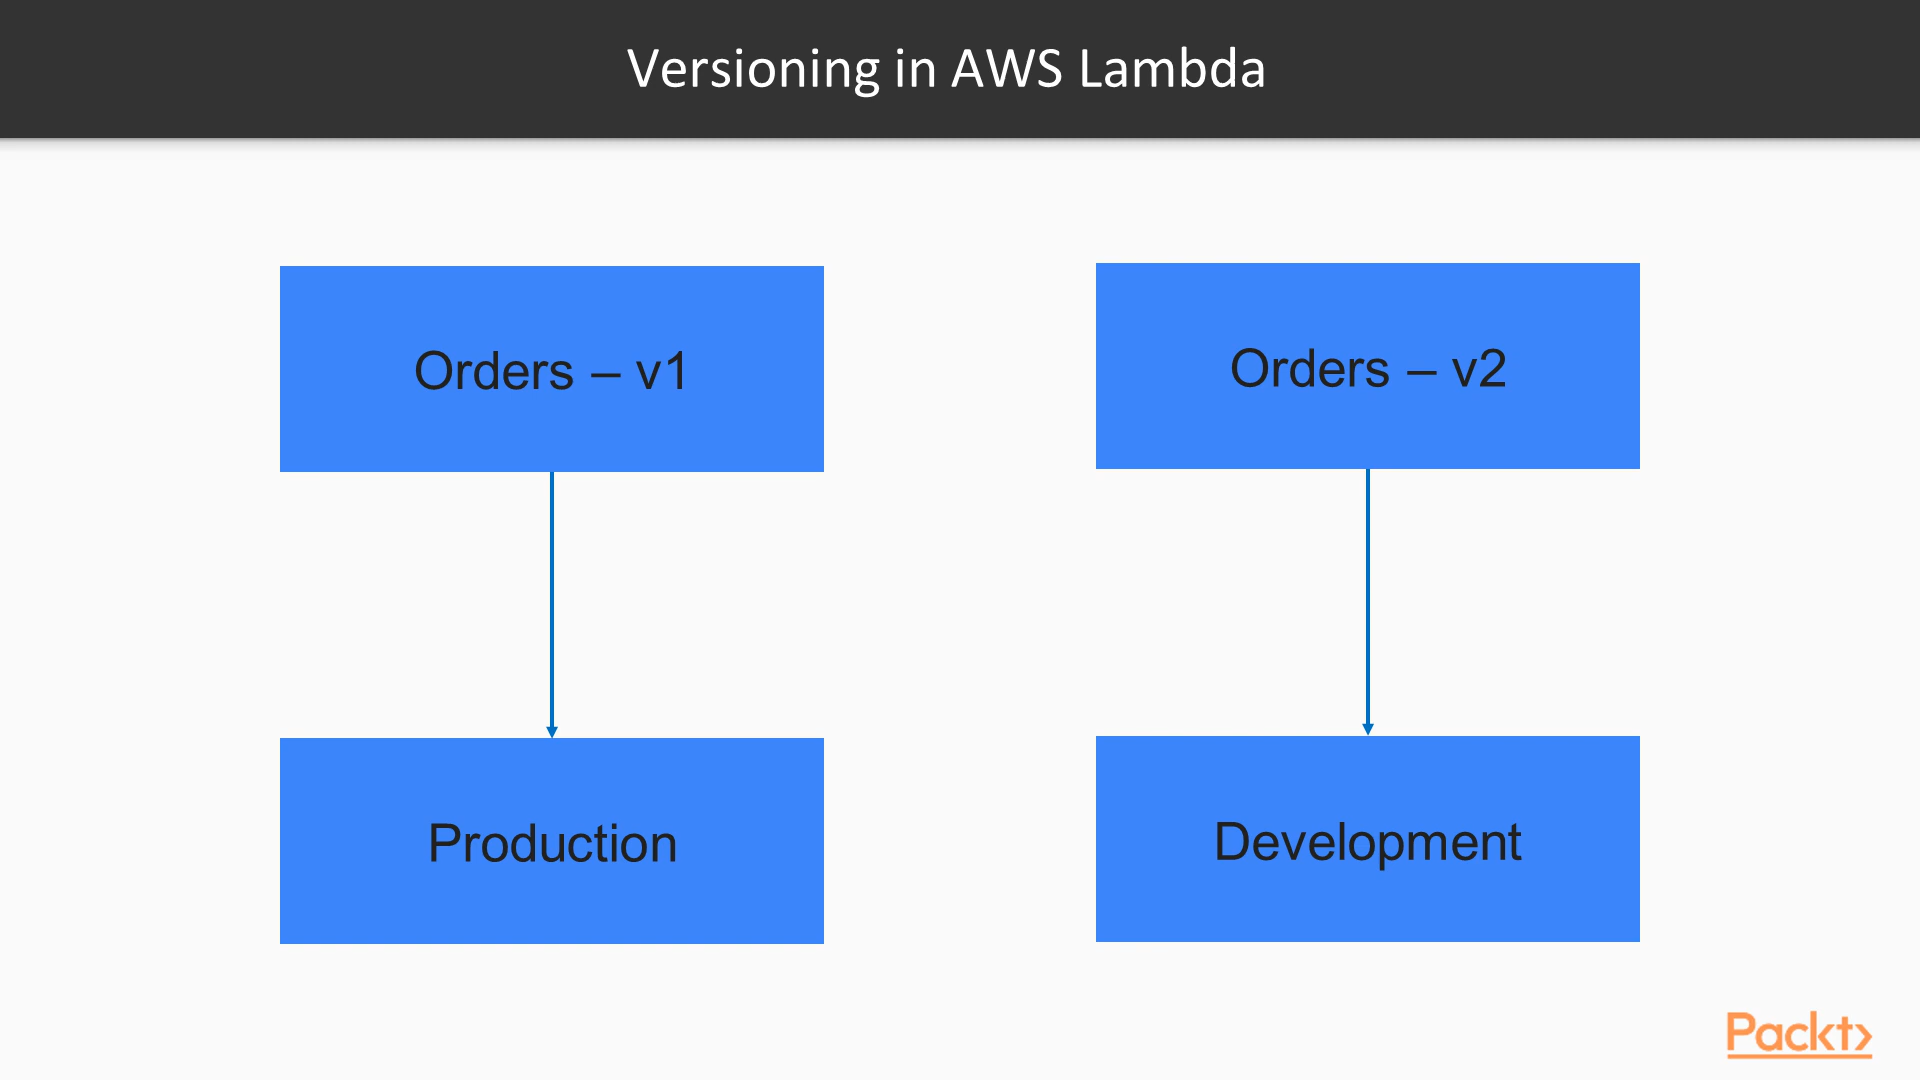 Versioning in AWS Lambda
Orders – v1
Orders – v2
Production
Development
Packt>